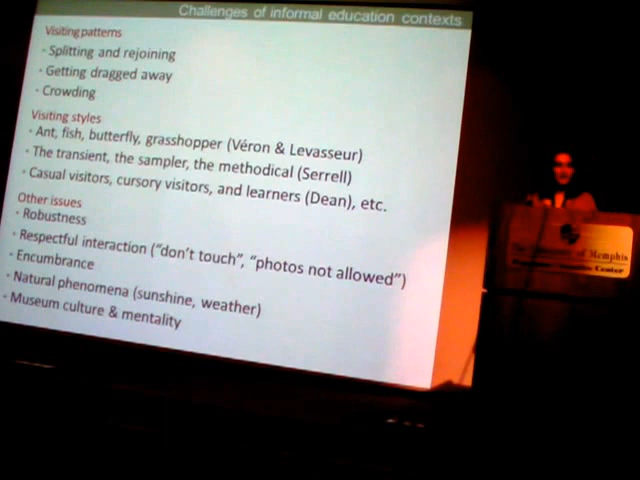 Challenges of informal education contexts
Visiting patterns
- Splitting and rejoining
- Getting dragged away
- Crowding
Visiting styles
- Ant, fish, butterfly, grasshopper (Véron & Levasseur)
- The transient, the sampler, the methodical (Serrell)
- Casual visitors, cursory visitors, and learners (Dean), etc.
Other issues
- Robustness
- Respectful interaction ("don't touch", "photos not allowed")
- Encumbrance
- Natural phenomena (sunshine, weather)
- Museum culture & mentality
of Memphis
Center